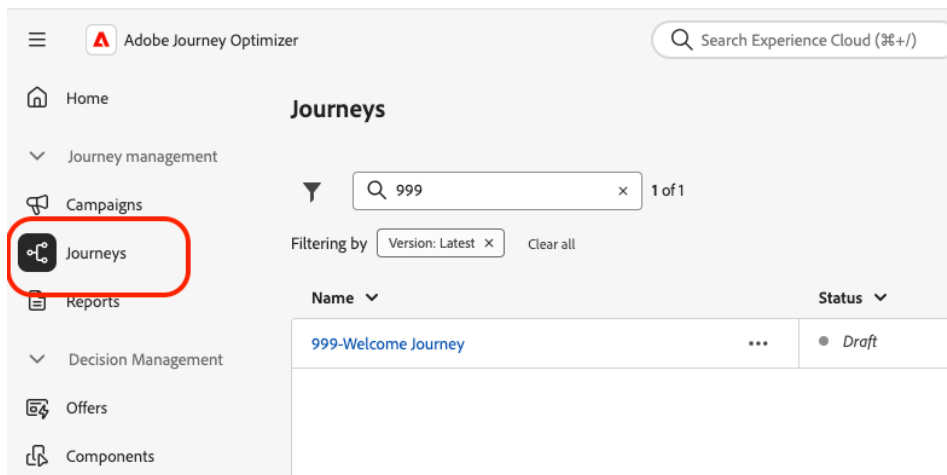 Adobe Journey Optimizer
Search Experience Cloud (⌘+/)
Home
Journey management
Campaigns
Journeys
Reports
Decision Management
Offers
Components
Journeys
999
1 of 1
Filtering by Version: Latest Clear all
Name Status
999-Welcome Journey Draft